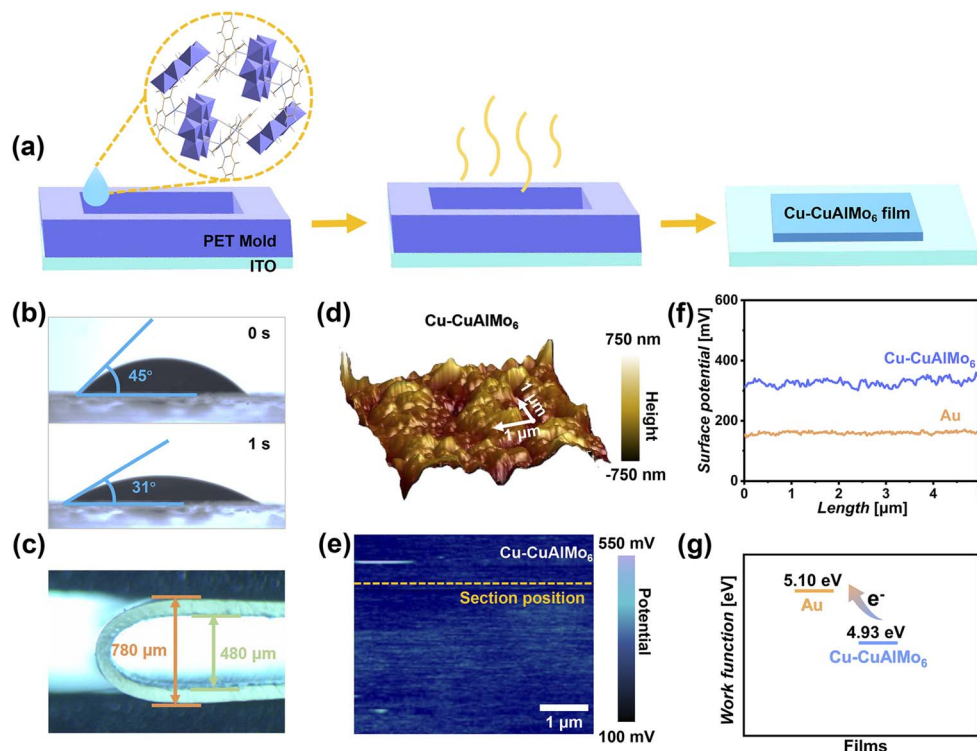 (a)
PET Mold
ITO
Cu-CuAlMo₆ film
(b)
0 s
45°
1 s
31°
(c)
780 μm
480 μm
(d)
Cu-CuAlMo₆
1 μm
1 μm
750 nm
Height
-750 nm
(e)
Cu-CuAlMo₆
Section position
1 μm
550 mV
Potential
100 mV
(f)
Surface potential [mV]
600
400
200
0
Cu-CuAlMo₆
Au
0
1
2
3
4
Length [μm]
(g)
Work function [eV]
5.10 eV
Au
e⁻
4.93 eV
Cu-CuAlMo₆
Films